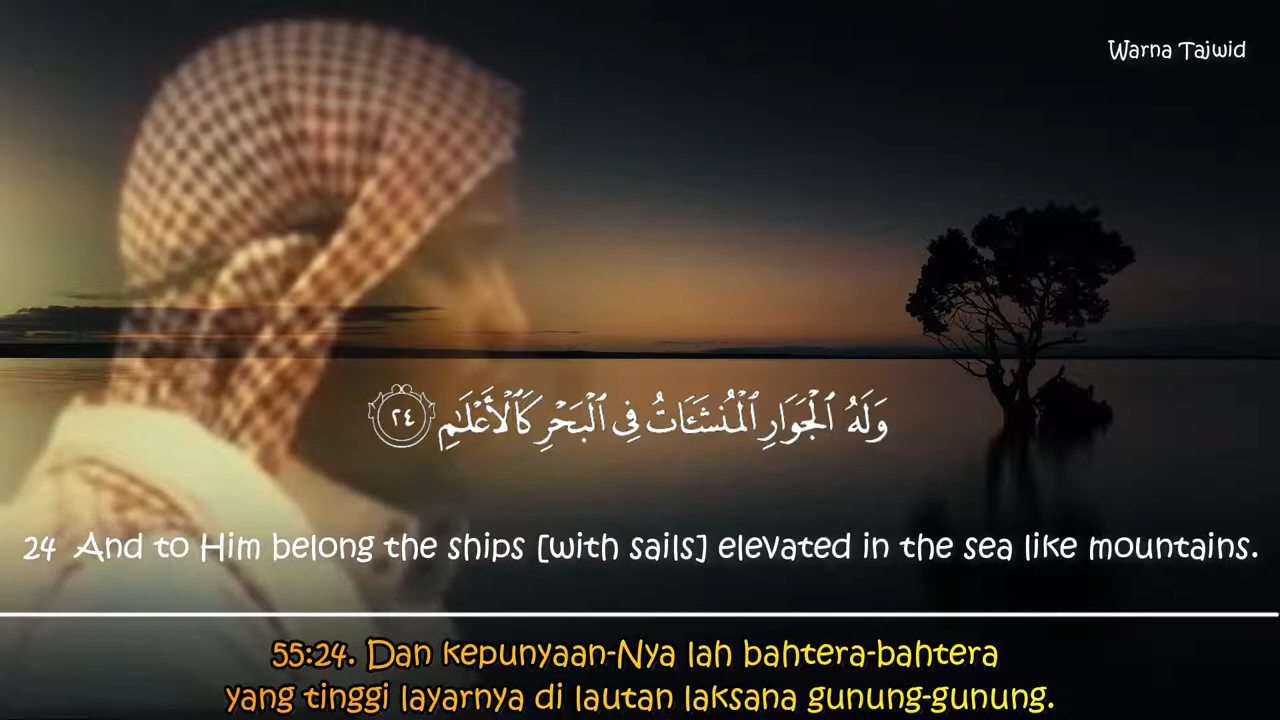 Warna Tajwid
وَلَهُ ٱلْجَوَارِ ٱلْمُنشَـَٔاتُ فِى ٱلْبَحْرِ كَٱلْأَعْلَـٰمِ ٢٤
24 And to Him belong the ships [with sails] elevated in the sea like mountains.
55:24. Dan kepunyaan-Nya lah bahtera-bahtera
yang tinggi layarnya di lautan laksana gunung-gunung.